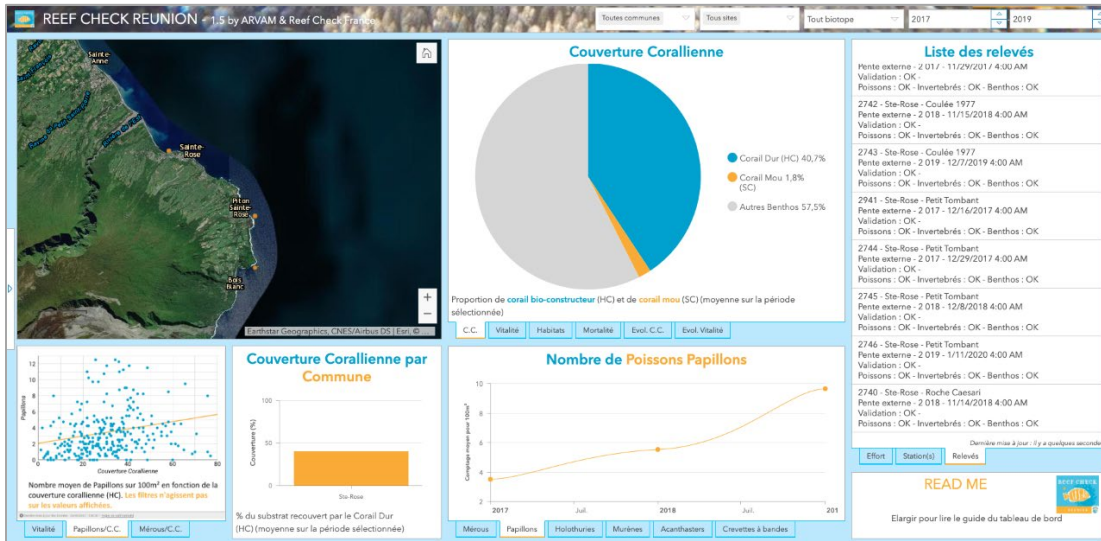 REEF CHECK REUNION - 1.5 by ARVAM & Reef Check France
Toutes communes
Tous sites
Tout biotope
2017
2019
Sainte-
Anne
Sainte-
Rose
Piton
Sainte-
Rose
Bois
Blanc
+
−
Earthstar Geographics, CNES/Airbus DS | Esri, © ...
Couverture Corallienne
Corail Dur (HC) 40,7%
Corail Mou 1,8%
(SC)
Autres Benthos 57,5%
Proportion de corail bio-constructeur (HC) et de corail mou (SC) (moyenne sur la période
sélectionnée)
C.C.
Vitalité
Habitats
Mortalité
Evol. C.C.
Evol. Vitalité
Liste des relevés
Pente externe - 2 017 - 11/29/2017 4:00 AM
Validation : OK -
Poissons : OK - Invertebrés : OK - Benthos : OK
2742 - Ste-Rose - Coulée 1977
Pente externe - 2 018 - 11/15/2018 4:00 AM
Validation : OK -
Poissons : OK - Invertebrés : OK - Benthos : OK
2743 - Ste-Rose - Coulée 1977
Pente externe - 2 019 - 12/7/2019 4:00 AM
Validation : OK -
Poissons : OK - Invertebrés : OK - Benthos : OK
2941 - Ste-Rose - Petit Tombant
Pente externe - 2 017 - 12/16/2017 4:00 AM
Validation : OK -
Poissons : OK - Invertebrés : OK - Benthos : OK
2744 - Ste-Rose - Petit Tombant
Pente externe - 2 017 - 12/29/2017 4:00 AM
Validation : OK -
Poissons : OK - Invertebrés : OK - Benthos : OK
2745 - Ste-Rose - Petit Tombant
Pente externe - 2 018 - 12/8/2018 4:00 AM
Validation : OK -
Poissons : OK - Invertebrés : OK - Benthos : OK
2746 - Ste-Rose - Petit Tombant
Pente externe - 2 019 - 1/11/2020 4:00 AM
Validation : OK -
Poissons : OK - Invertebrés : OK - Benthos : OK
2740 - Ste-Rose - Roche Caesari
Pente externe - 2 018 - 11/14/2018 4:00 AM
Validation : OK -
Poissons : OK - Invertebrés : OK - Benthos : OK
Dernière mise à jour : il y a quelques seconde
Effort
Station(s)
Relevés
Papillons
12
10
8
6
4
2
0
0
20
40
60
80
Couverture Corallienne
Nombre moyen de Papillons sur 100m² en fonction de la
couverture corallienne (HC). Les filtres n'agissent pas
sur les valeurs affichées.
Vitalité
Papillons/C.C.
Mérous/C.C.
Couverture Corallienne par
Commune
Couverture (%)
100
50
0
Ste-Rose
% du substrat recouvert par le Corail Dur
(HC) (moyenne sur la période sélectionnée)
Nombre de Poissons Papillons
Comptage moyen pour 100m²
10
8
6
4
2
2017
Juil.
2018
Juil.
201
Mérous
Papillons
Holothuries
Murènes
Acanthasters
Crevettes à bandes
READ ME
REEF CHECK
Elargir pour lire le guide du tableau de bord